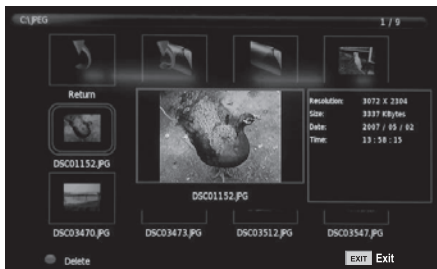 C:\JPEG 1 / 9
Return
Resolution: 3072 X 2304
Size: 3337 KBytes
Date: 2007 / 05 / 02
Time: 13 : 58 : 15
DSC01152.JPG
DSC01152.JPG
DSC03470.JPG DSC03473.JPG DSC03512.JPG DSC03547.JPG
Delete EXIT Exit